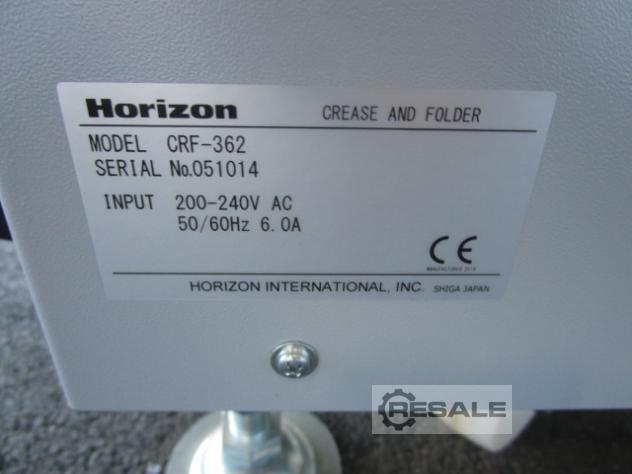 Horizon CREASE AND FOLDER
MODEL CRF-362
SERIAL No.051014
INPUT 200-240V AC
50/60Hz 6.0A
CE
HORIZON INTERNATIONAL, INC. SHIGA JAPAN
RESALE